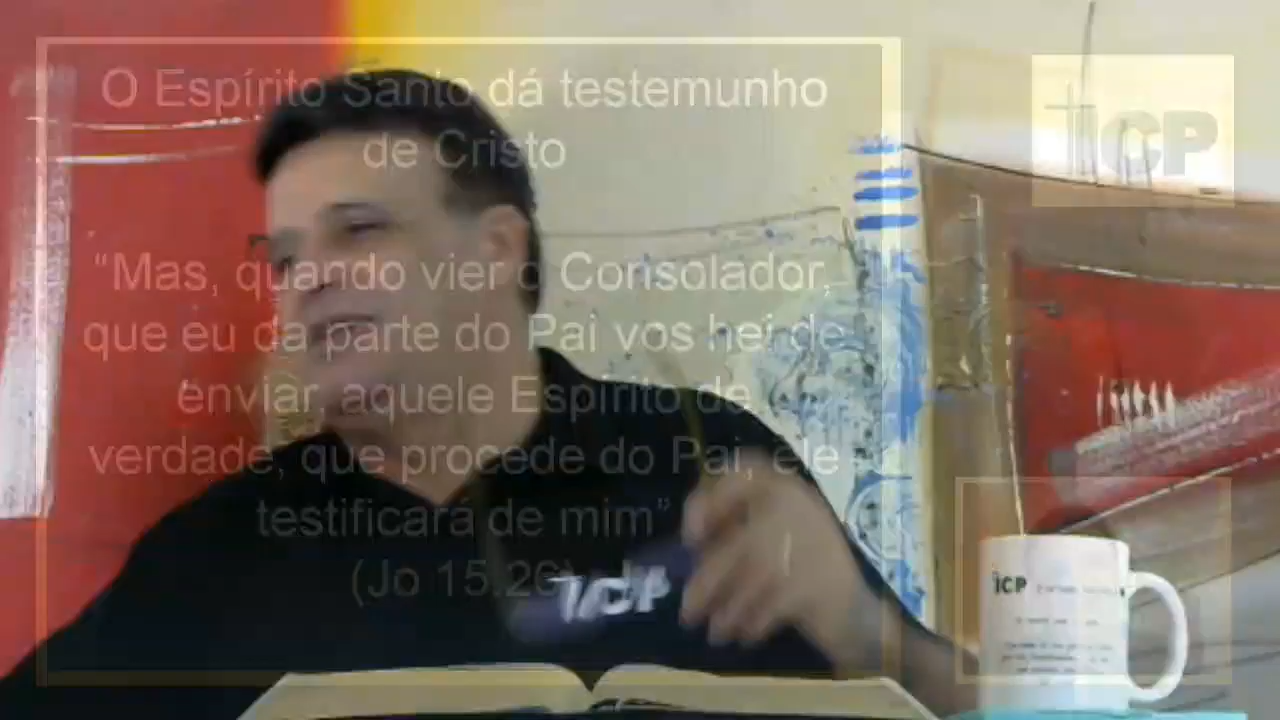 O Espírito Santo dá testemunho
de Cristo
“Mas, quando vier o Consolador,
que eu da parte do Pai vos hei de
enviar, aquele Espírito de
verdade, que procede do Pai, ele
testificará de mim”
(Jo 15.26)
ICP
ICP
ICP